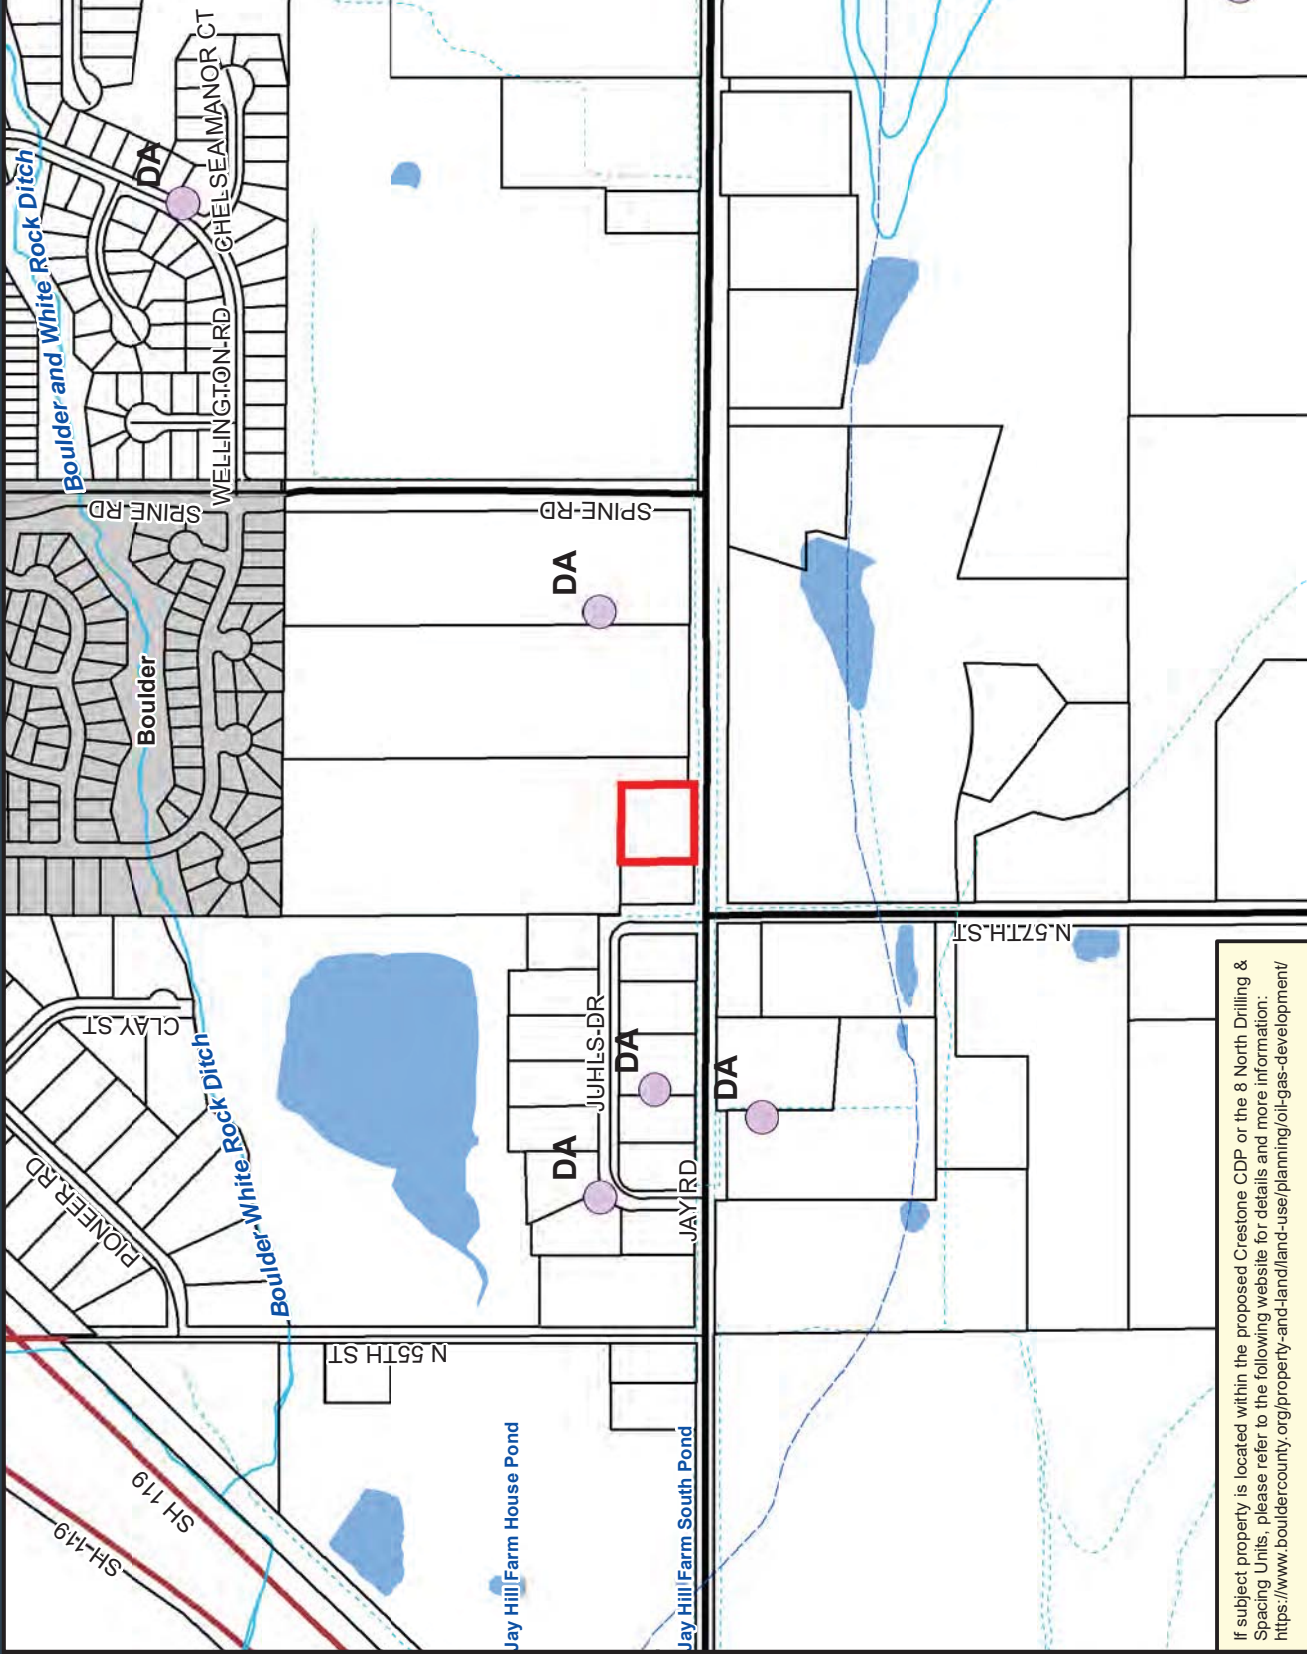 Boulder and White Rock Ditch
DA
CHELSEA MANOR CT
WELLINGTON RD
SPINE RD
SPINE RD
DA
Boulder
CLAY ST
PIONEER RD
Boulder White Rock Ditch
JUHLS DR
DA
DA
DA
JAY RD
N 57TH ST
N 55TH ST
SH 119
SH 119
Jay Hill Farm House Pond
Jay Hill Farm South Pond
If subject property is located within the proposed Crestone CDP or the 8 North Drilling &
Spacing Units, please refer to the following website for details and more information:
https://www.bouldercounty.org/property-and-land/land-use/planning/oil-gas-development/